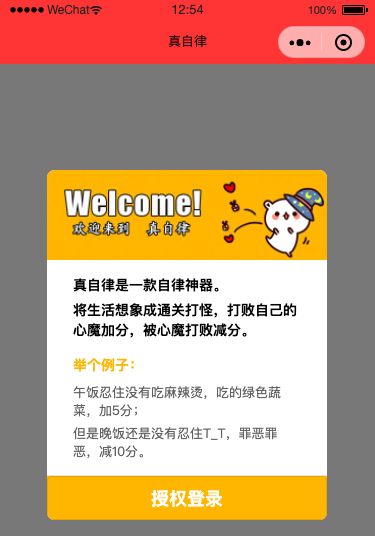 WeChat
12:54
100%
真自律
Welcome!
欢迎来到 真自律
真自律是一款自律神器。
将生活想象成通关打怪，打败自己的
心魔加分，被心魔打败减分。
举个例子：
午饭忍住没有吃麻辣烫，吃的绿色蔬
菜，加5分；
但是晚饭还是没有忍住T_T，罪恶罪
恶，减10分。
授权登录